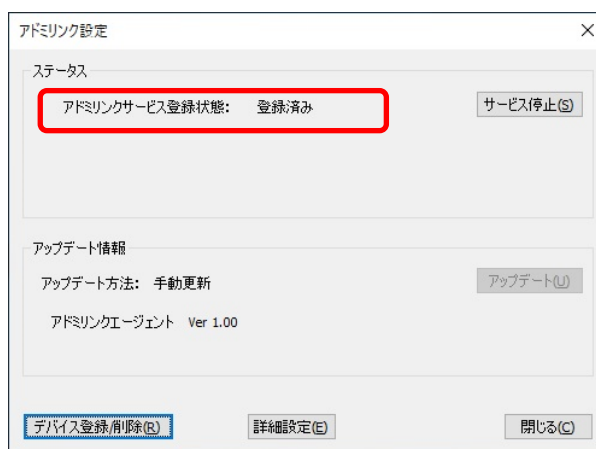 アドミリンク設定
ステータス
アドミリンクサービス登録状態: 登録済み
サービス停止(S)
アップデート情報
アップデート方法: 手動更新
アップデート(U)
アドミリンクエージェント Ver 1.00
デバイス登録/削除(R)
詳細設定(E)
閉じる(C)